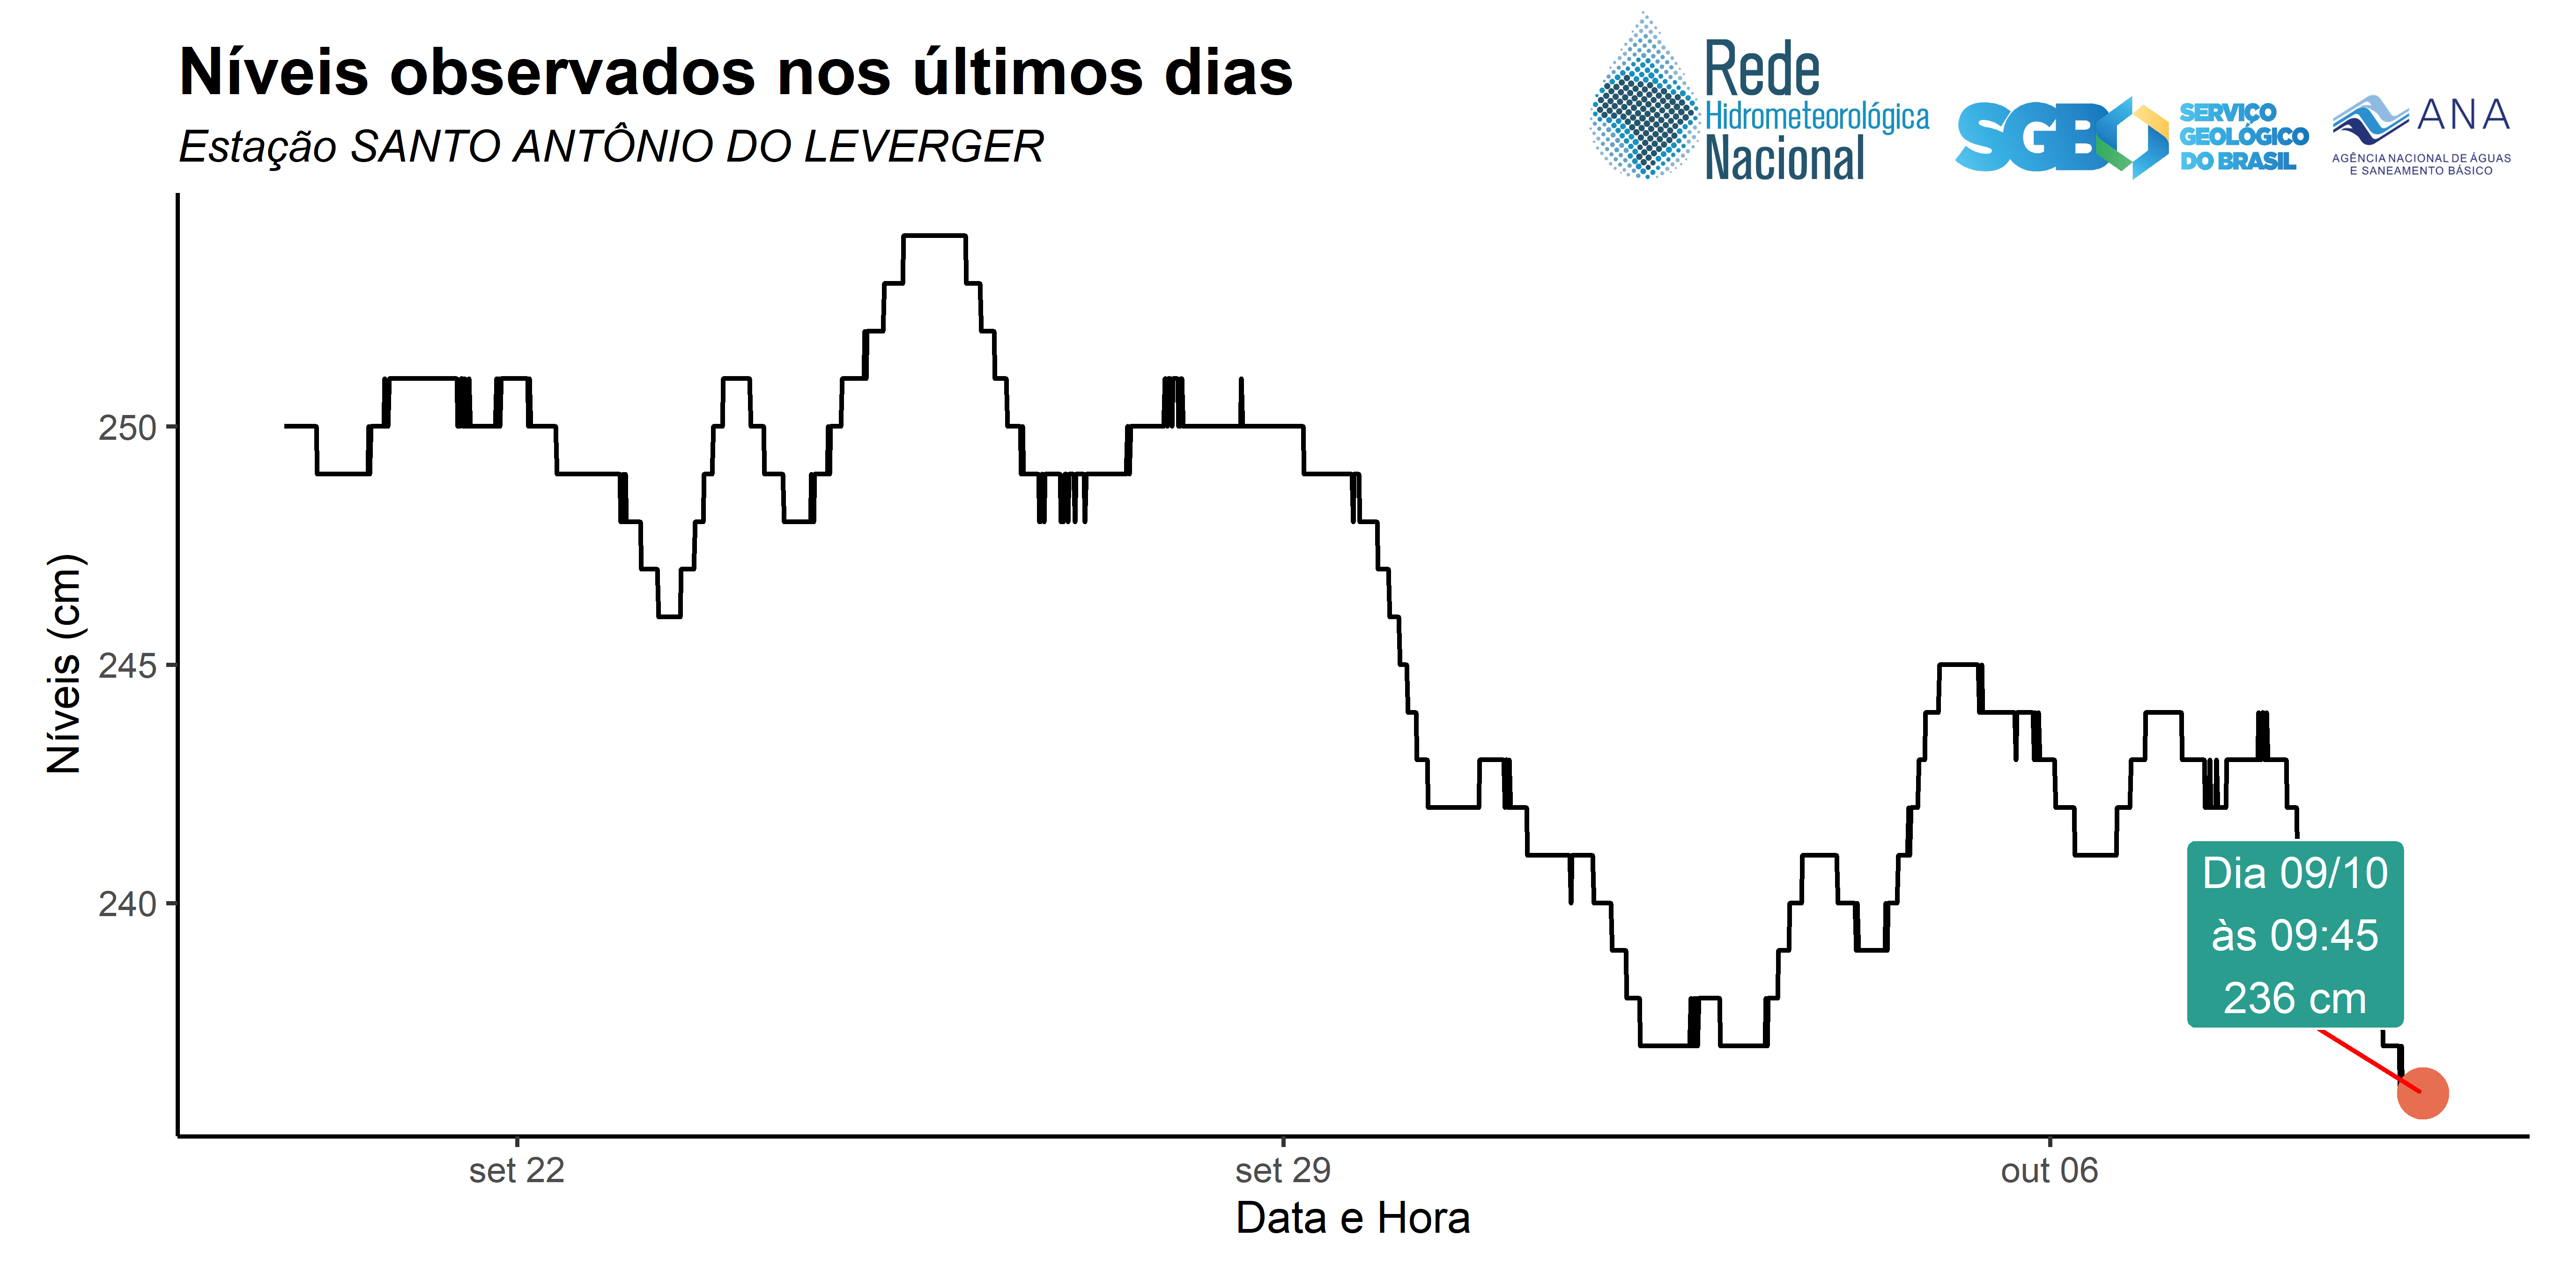 Níveis observados nos últimos dias
Estação SANTO ANTÔNIO DO LEVERGER
Rede
Hidrometeorológica
Nacional
SGB
SERVIÇO
GEOLÓGICO
DO BRASIL
ANA
AGÊNCIA NACIONAL DE ÁGUAS
E SANEAMENTO BÁSICO
Níveis (cm)
250
245
240
Dia 09/10
às 09:45
236 cm
set 22
set 29
out 06
Data e Hora